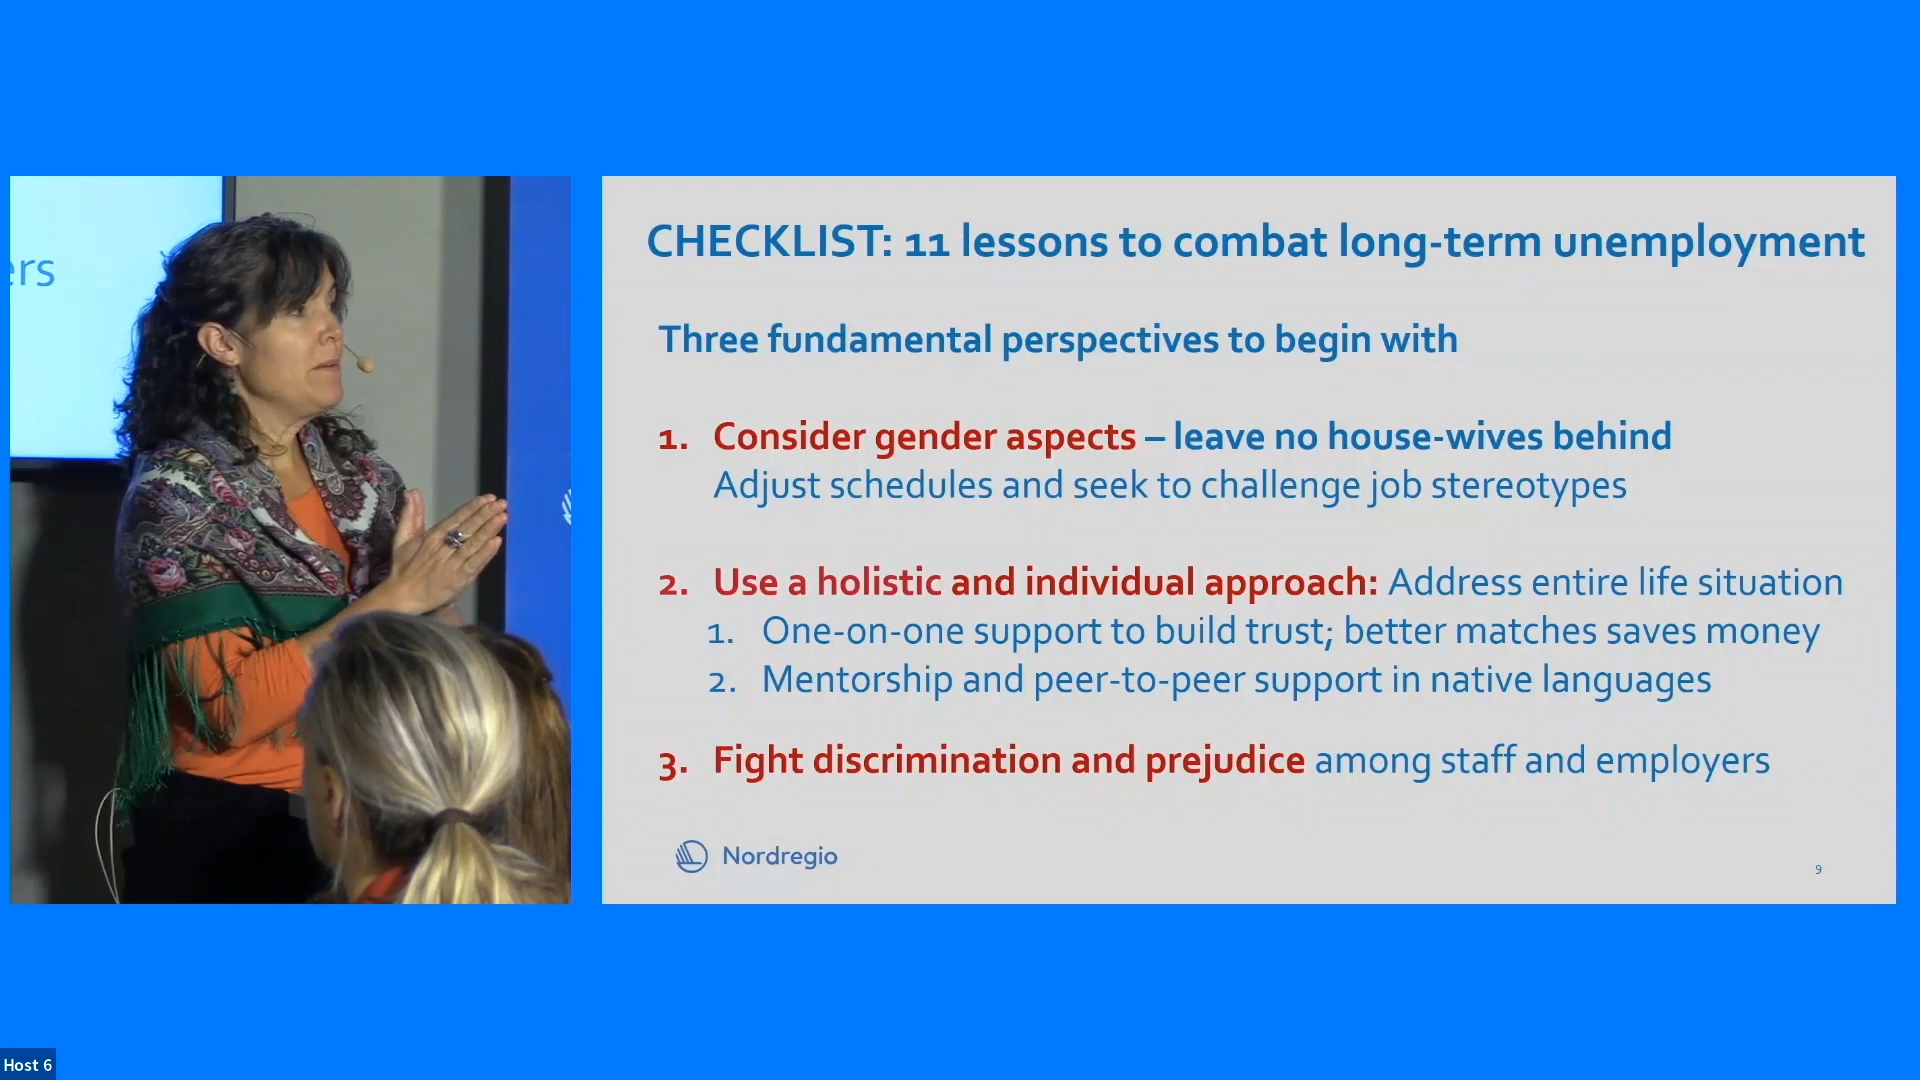 ers
CHECKLIST: 11 lessons to combat long-term unemployment
Three fundamental perspectives to begin with
1. Consider gender aspects – leave no house-wives behind
Adjust schedules and seek to challenge job stereotypes
2. Use a holistic and individual approach: Address entire life situation
1. One-on-one support to build trust; better matches saves money
2. Mentorship and peer-to-peer support in native languages
3. Fight discrimination and prejudice among staff and employers
Nordregio
9
Host 6